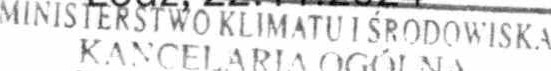 MINISTERSTWO KLIMATU I ŚRODOWISKA
KANCELARIA OGÓLNA